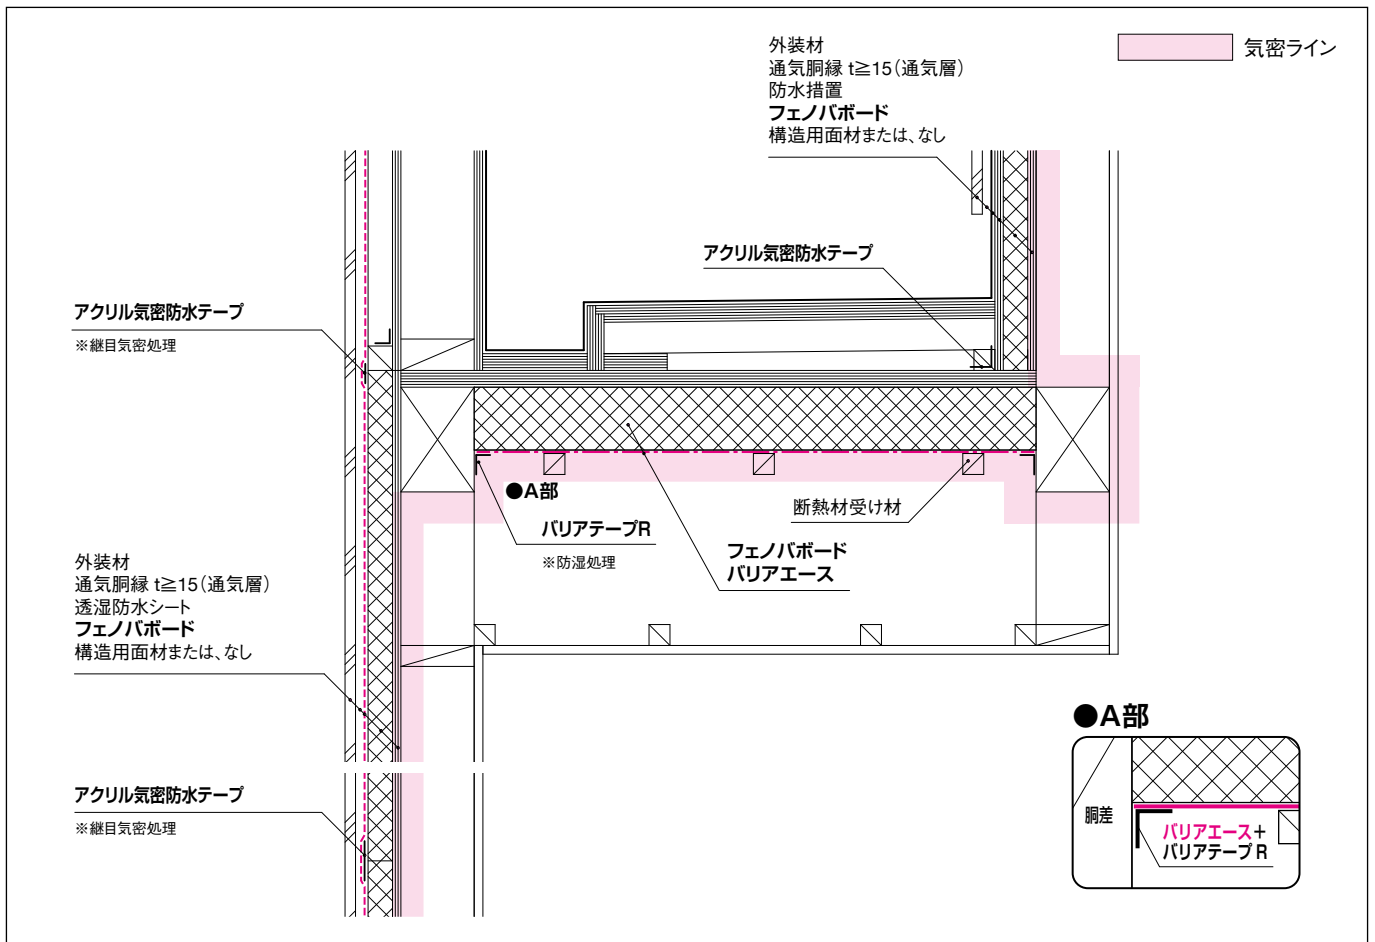 外装材
通気胴縁 t≧15(通気層)
防水措置
フェノバボード
構造用面材または、なし
気密ライン
アクリル気密防水テープ
アクリル気密防水テープ
※継目気密処理
●A部
バリアテープR
※防湿処理
断熱材受け材
フェノバボード
バリアエース
外装材
通気胴縁 t≧15(通気層)
透湿防水シート
フェノバボード
構造用面材または、なし
アクリル気密防水テープ
※継目気密処理
●A部
胴差
バリアエース+
バリアテープR